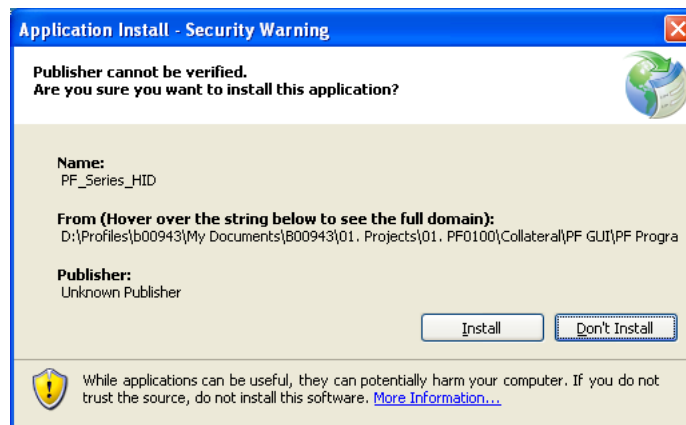 Application Install - Security Warning
Publisher cannot be verified.
Are you sure you want to install this application?
Name:
PF_Series_HID
From (Hover over the string below to see the full domain):
D:\Profiles\b00943\My Documents\B00943\01. Projects\01. PF0100\Collateral\PF GUI\PF Progra
Publisher:
Unknown Publisher
Install
Don't Install
While applications can be useful, they can potentially harm your computer. If you do not
trust the source, do not install this software. More Information...